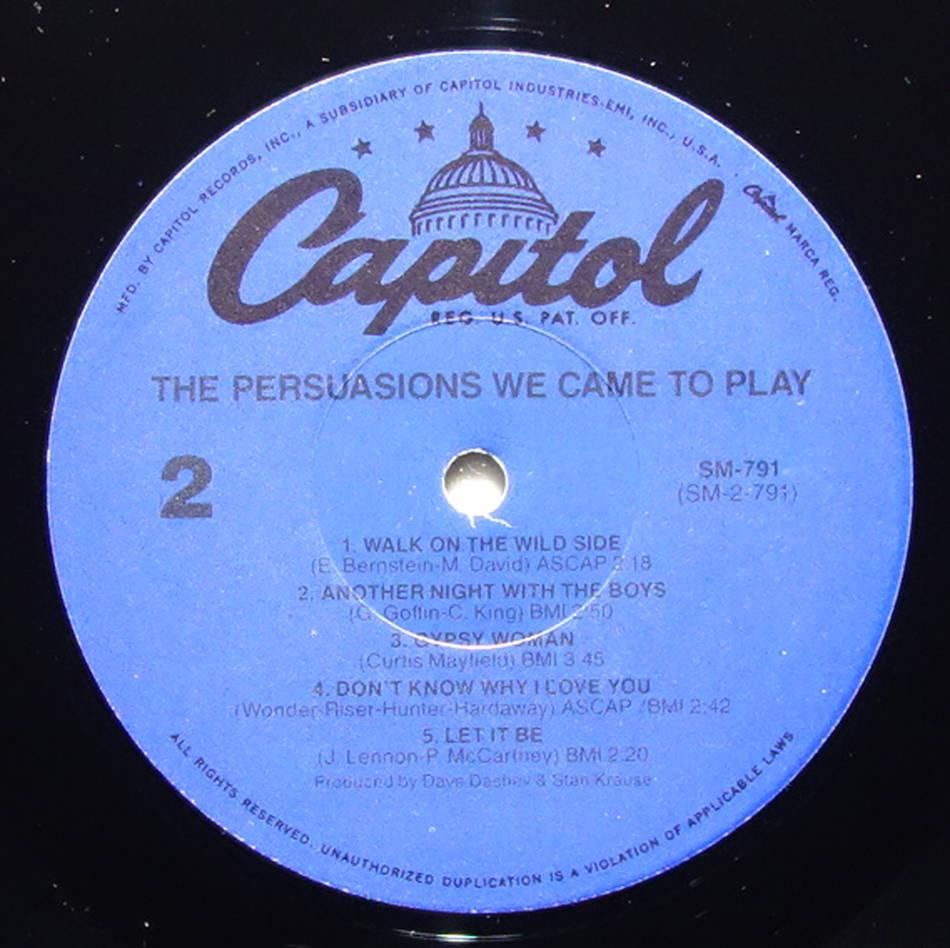 MFD. BY CAPITOL RECORDS, INC., A SUBSIDIARY OF CAPITOL INDUSTRIES-EMI, INC., U.S.A.
Capitol MARCA REG.
Capitol
REG. U.S. PAT. OFF.
THE PERSUASIONS WE CAME TO PLAY
2
SM-791
(SM-2-791)
1. WALK ON THE WILD SIDE
(E. Bernstein-M. David) ASCAP 3:18
2. ANOTHER NIGHT WITH THE BOYS
(G. Goffin-C. King) BMI 2:50
3. GYPSY WOMAN
(Curtis Mayfield) BMI 3:45
4. DON'T KNOW WHY I LOVE YOU
(Wonder-Riser-Hunter-Hardaway) ASCAP /BMI 2:42
5. LET IT BE
(J. Lennon-P. McCartney) BMI 2:20
Produced by Dave Dashev & Stan Krause
ALL RIGHTS RESERVED. UNAUTHORIZED DUPLICATION IS A VIOLATION OF APPLICABLE LAWS